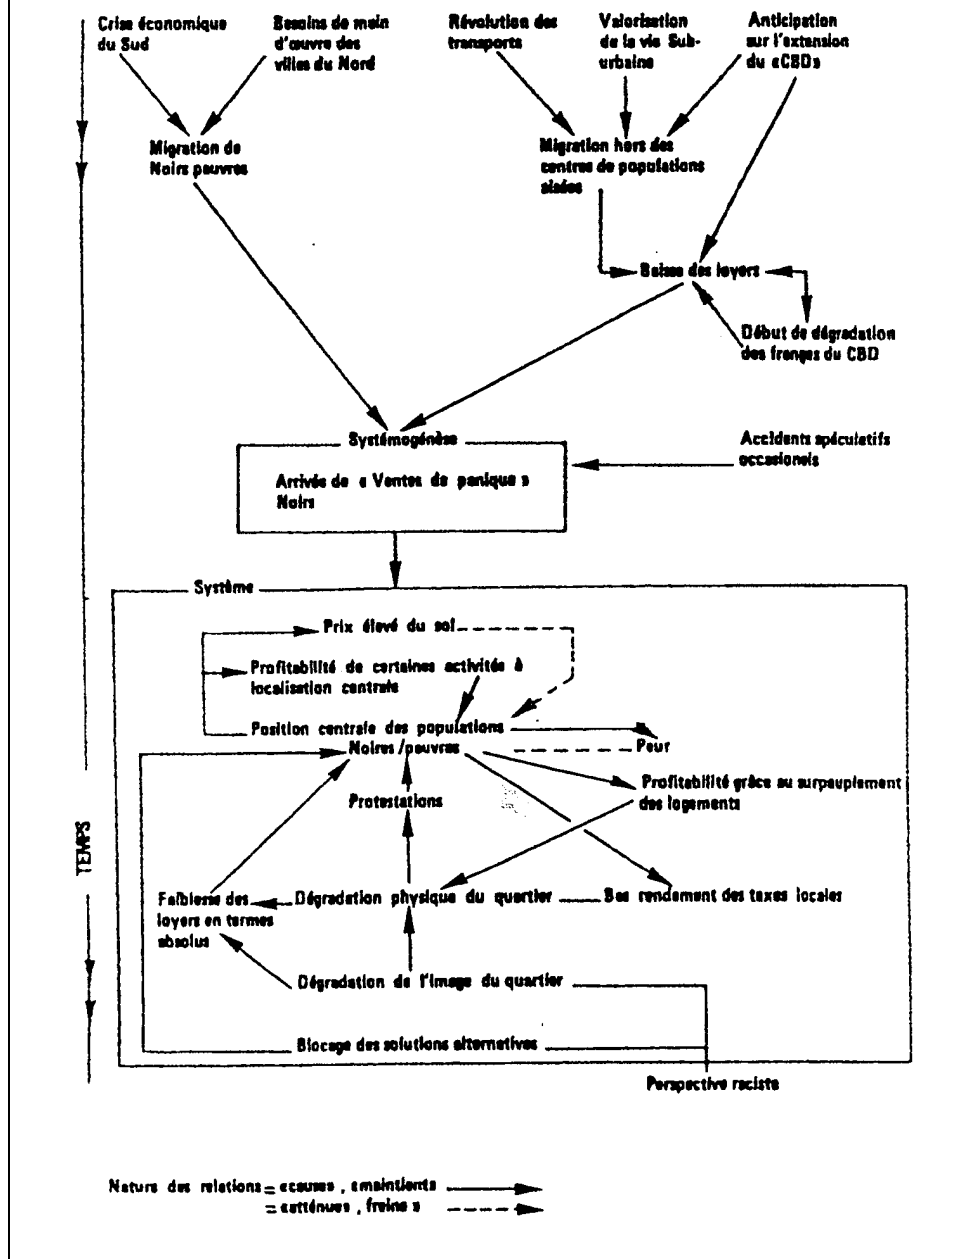 Crise économique
du Sud
Besoins de main
d'œuvre des
villes du Nord
Révolution des
transports
Valorisation
de la vie Sub-
urbaine
Anticipation
sur l'extension
du «CBD»
Migration de
Noirs pauvres
Migration hors des
centres de populations
aisées
Baisse des loyers
Début de dégradation
des franges du CBD
Systémogénèse
Arrivée de « Ventes de panique »
Noirs
Accidents spéculatifs
occasionels
Système
Prix élevé du sol
Profitabilité de certaines activités à
localisation centrale
Position centrale des populations
Noires/pauvres
Peur
Profitabilité grâce au surpeuplement
des logements
Protestations
TEMPS
Faiblesse des
loyers en termes
absolus
Dégradation physique du quartier
Bas rendement des taxes locales
Dégradation de l'image du quartier
Blocage des solutions alternatives
Perspective raciste
Nature des relations = «cause», «maintient»
= «atténue», «freine»